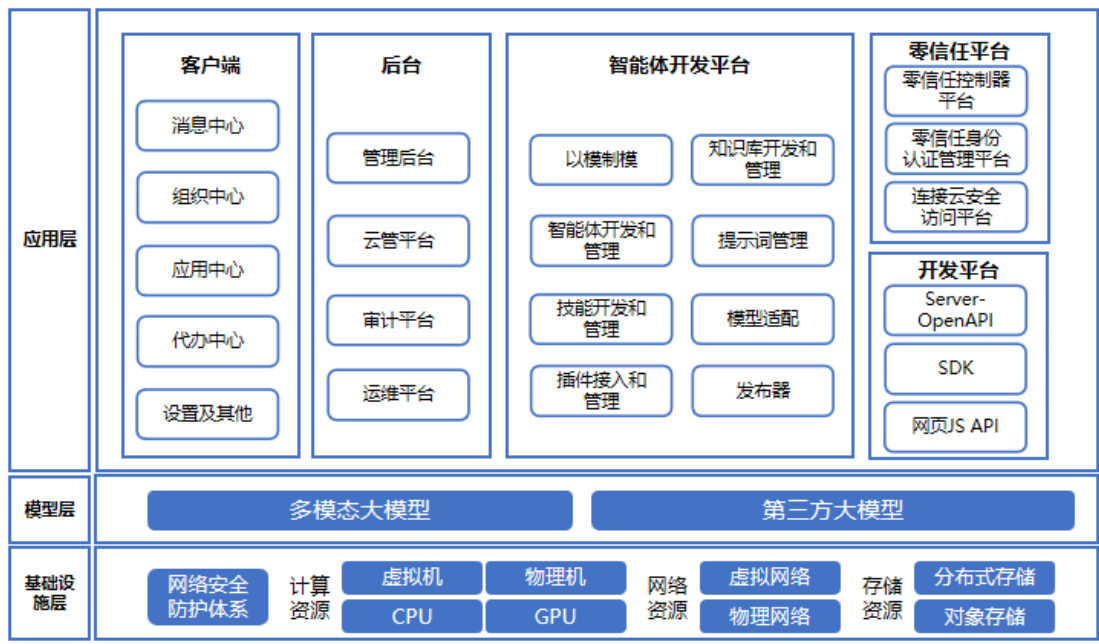 应用层
客户端
消息中心
组织中心
应用中心
代办中心
设置及其他
后台
管理后台
云管平台
审计平台
运维平台
智能体开发平台
以模制模
知识库开发和
管理
智能体开发和
管理
提示词管理
技能开发和
管理
模型适配
插件接入和
管理
发布器
零信任平台
零信任控制器
平台
零信任身份
认证管理平台
连接云安全
访问平台
开发平台
Server-
OpenAPI
SDK
网页JS API
模型层
多模态大模型
第三方大模型
基础设
施层
网络安全
防护体系
计算
资源
虚拟机
物理机
CPU
GPU
网络
资源
虚拟网络
物理网络
存储
资源
分布式存储
对象存储